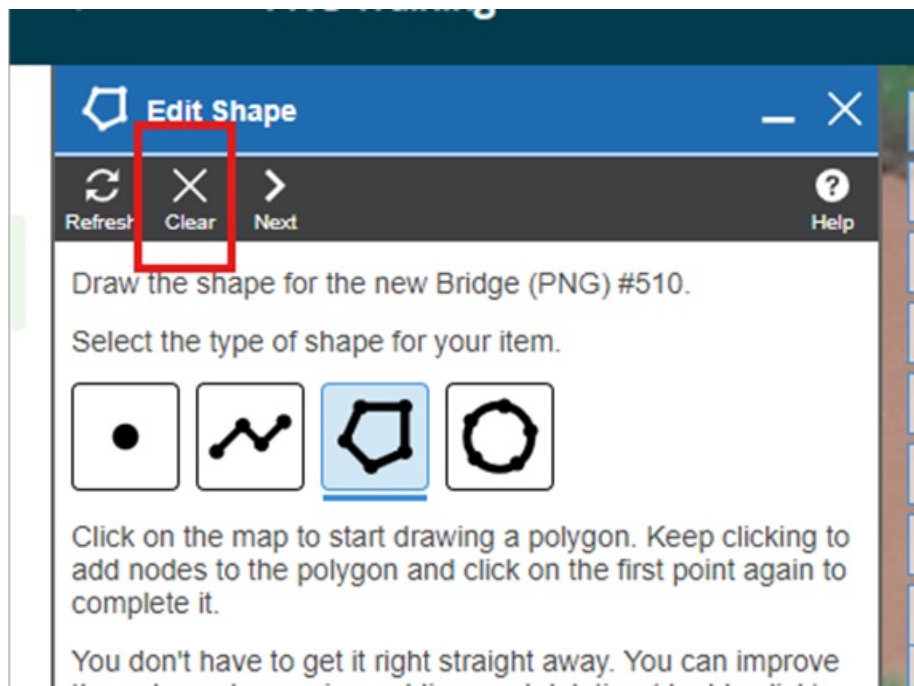 Edit Shape
Refresh Clear Next Help
Draw the shape for the new Bridge (PNG) #510.
Select the type of shape for your item.
Click on the map to start drawing a polygon. Keep clicking to
add nodes to the polygon and click on the first point again to
complete it.
You don't have to get it right straight away. You can improve